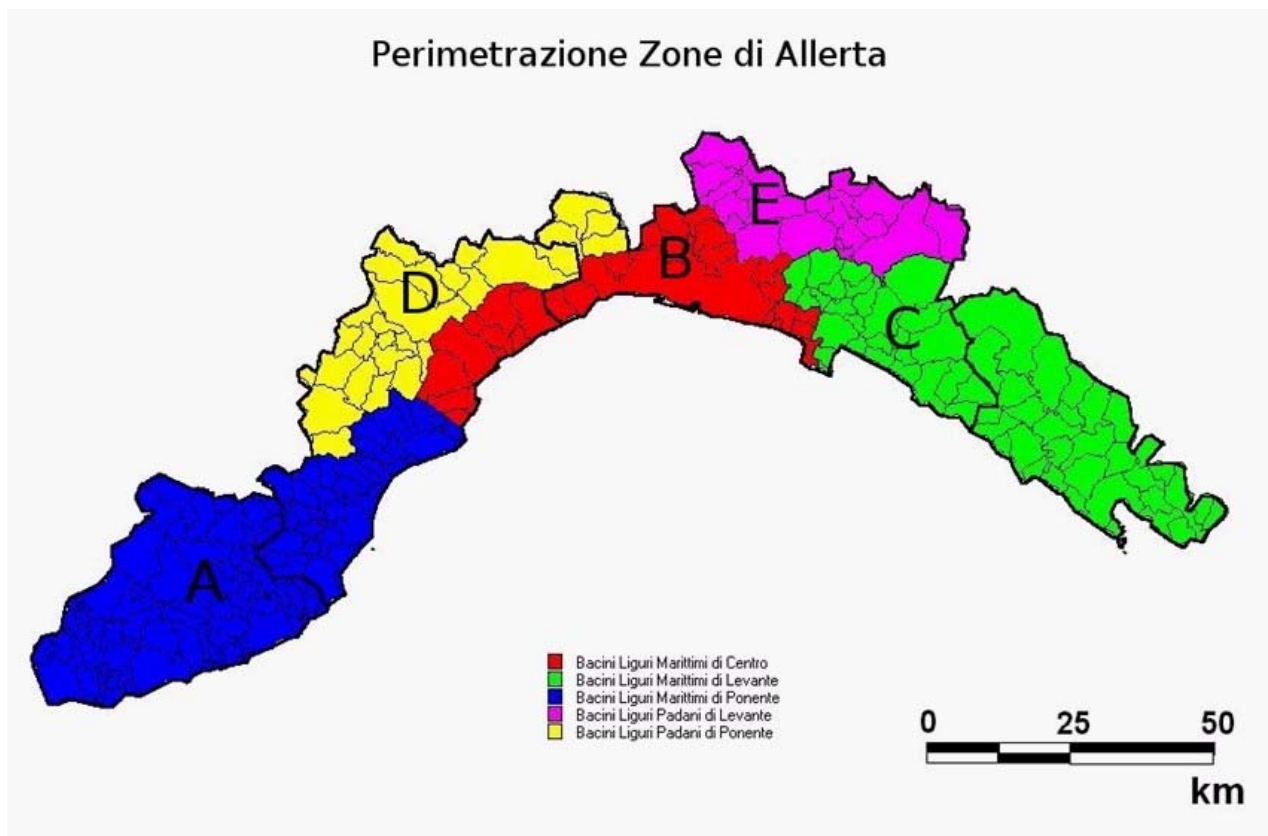 Perimetrazione Zone di Allerta
E
B
D
C
A
Bacini Liguri Marittimi di Centro
Bacini Liguri Marittimi di Levante
Bacini Liguri Marittimi di Ponente
Bacini Liguri Padani di Levante
Bacini Liguri Padani di Ponente
0 25 50
km